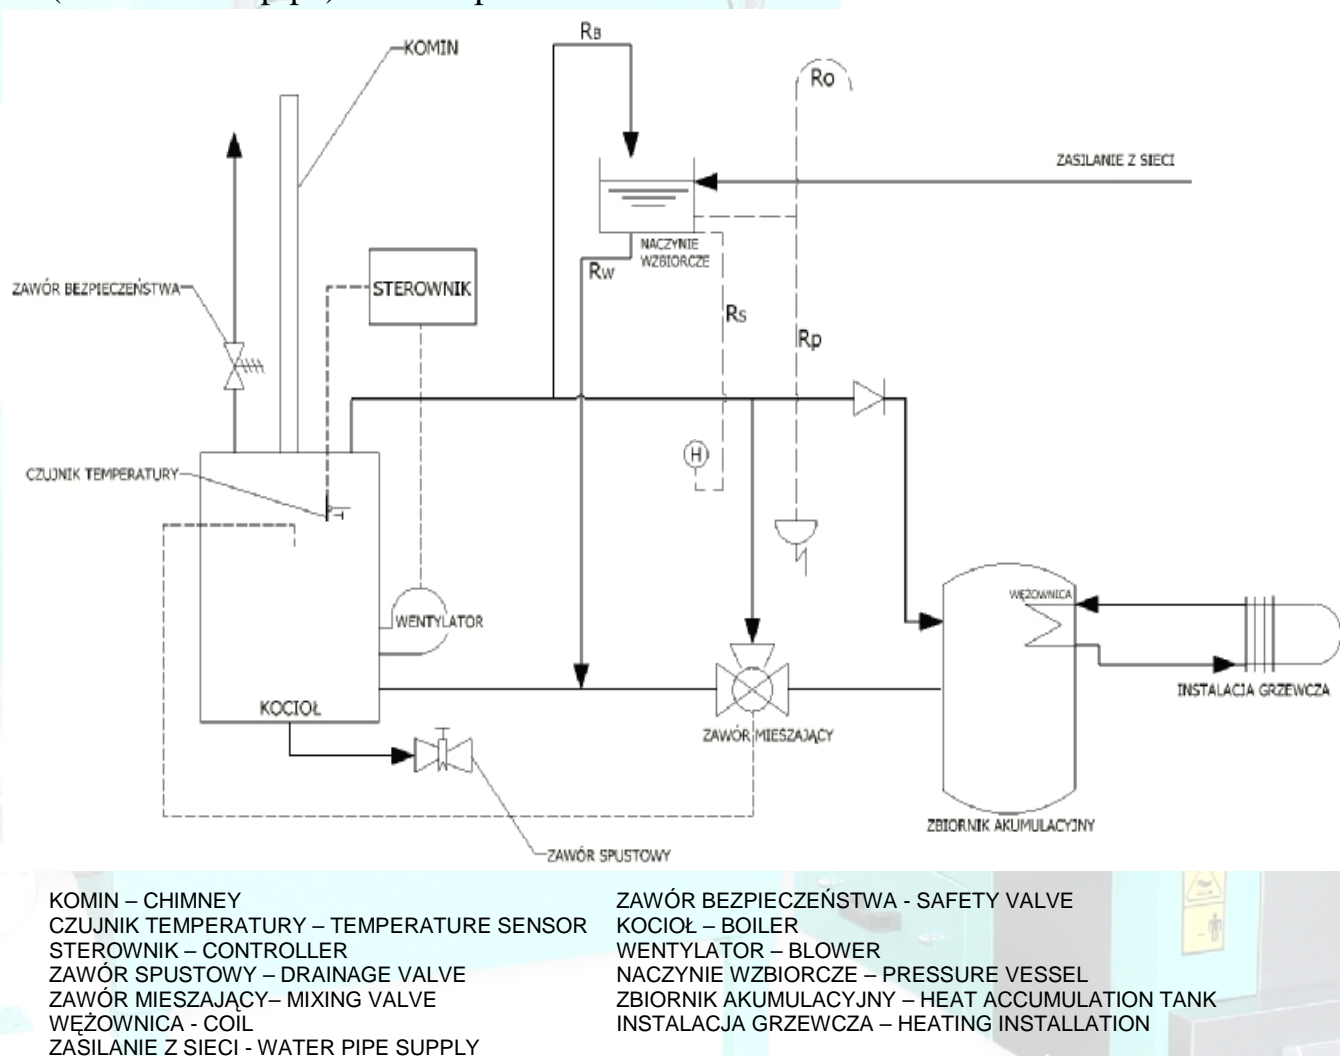 RB
KOMIN
Ro
ZASILANIE Z SIECI
NACZYNIE
WZBIORCZE
RW
ZAWÓR BEZPIECZEŃSTWA
STEROWNIK
RS
Rp
CZUJNIK TEMPERATURY
H
WĘŻOWNICA
WENTYLATOR
INSTALACJA GRZEWCZA
KOCIOŁ
ZAWÓR MIESZAJĄCY
ZBIORNIK AKUMULACYJNY
ZAWÓR SPUSTOWY
KOMIN – CHIMNEY
CZUJNIK TEMPERATURY – TEMPERATURE SENSOR
STEROWNIK – CONTROLLER
ZAWÓR SPUSTOWY – DRAINAGE VALVE
ZAWÓR MIESZAJĄCY– MIXING VALVE
WĘŻOWNICA - COIL
ZASILANIE Z SIECI - WATER PIPE SUPPLY
ZAWÓR BEZPIECZEŃSTWA - SAFETY VALVE
KOCIOŁ – BOILER
WENTYLATOR – BLOWER
NACZYNIE WZBIORCZE – PRESSURE VESSEL
ZBIORNIK AKUMULACYJNY – HEAT ACCUMULATION TANK
INSTALACJA GRZEWCZA – HEATING INSTALLATION